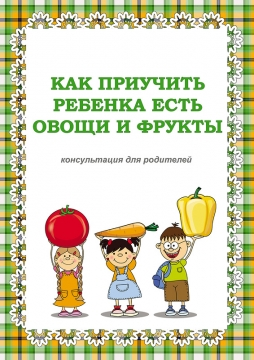 КАК ПРИУЧИТЬ
РЕБЕНКА ЕСТЬ
ОВОЩИ И ФРУКТЫ
консультация для родителей